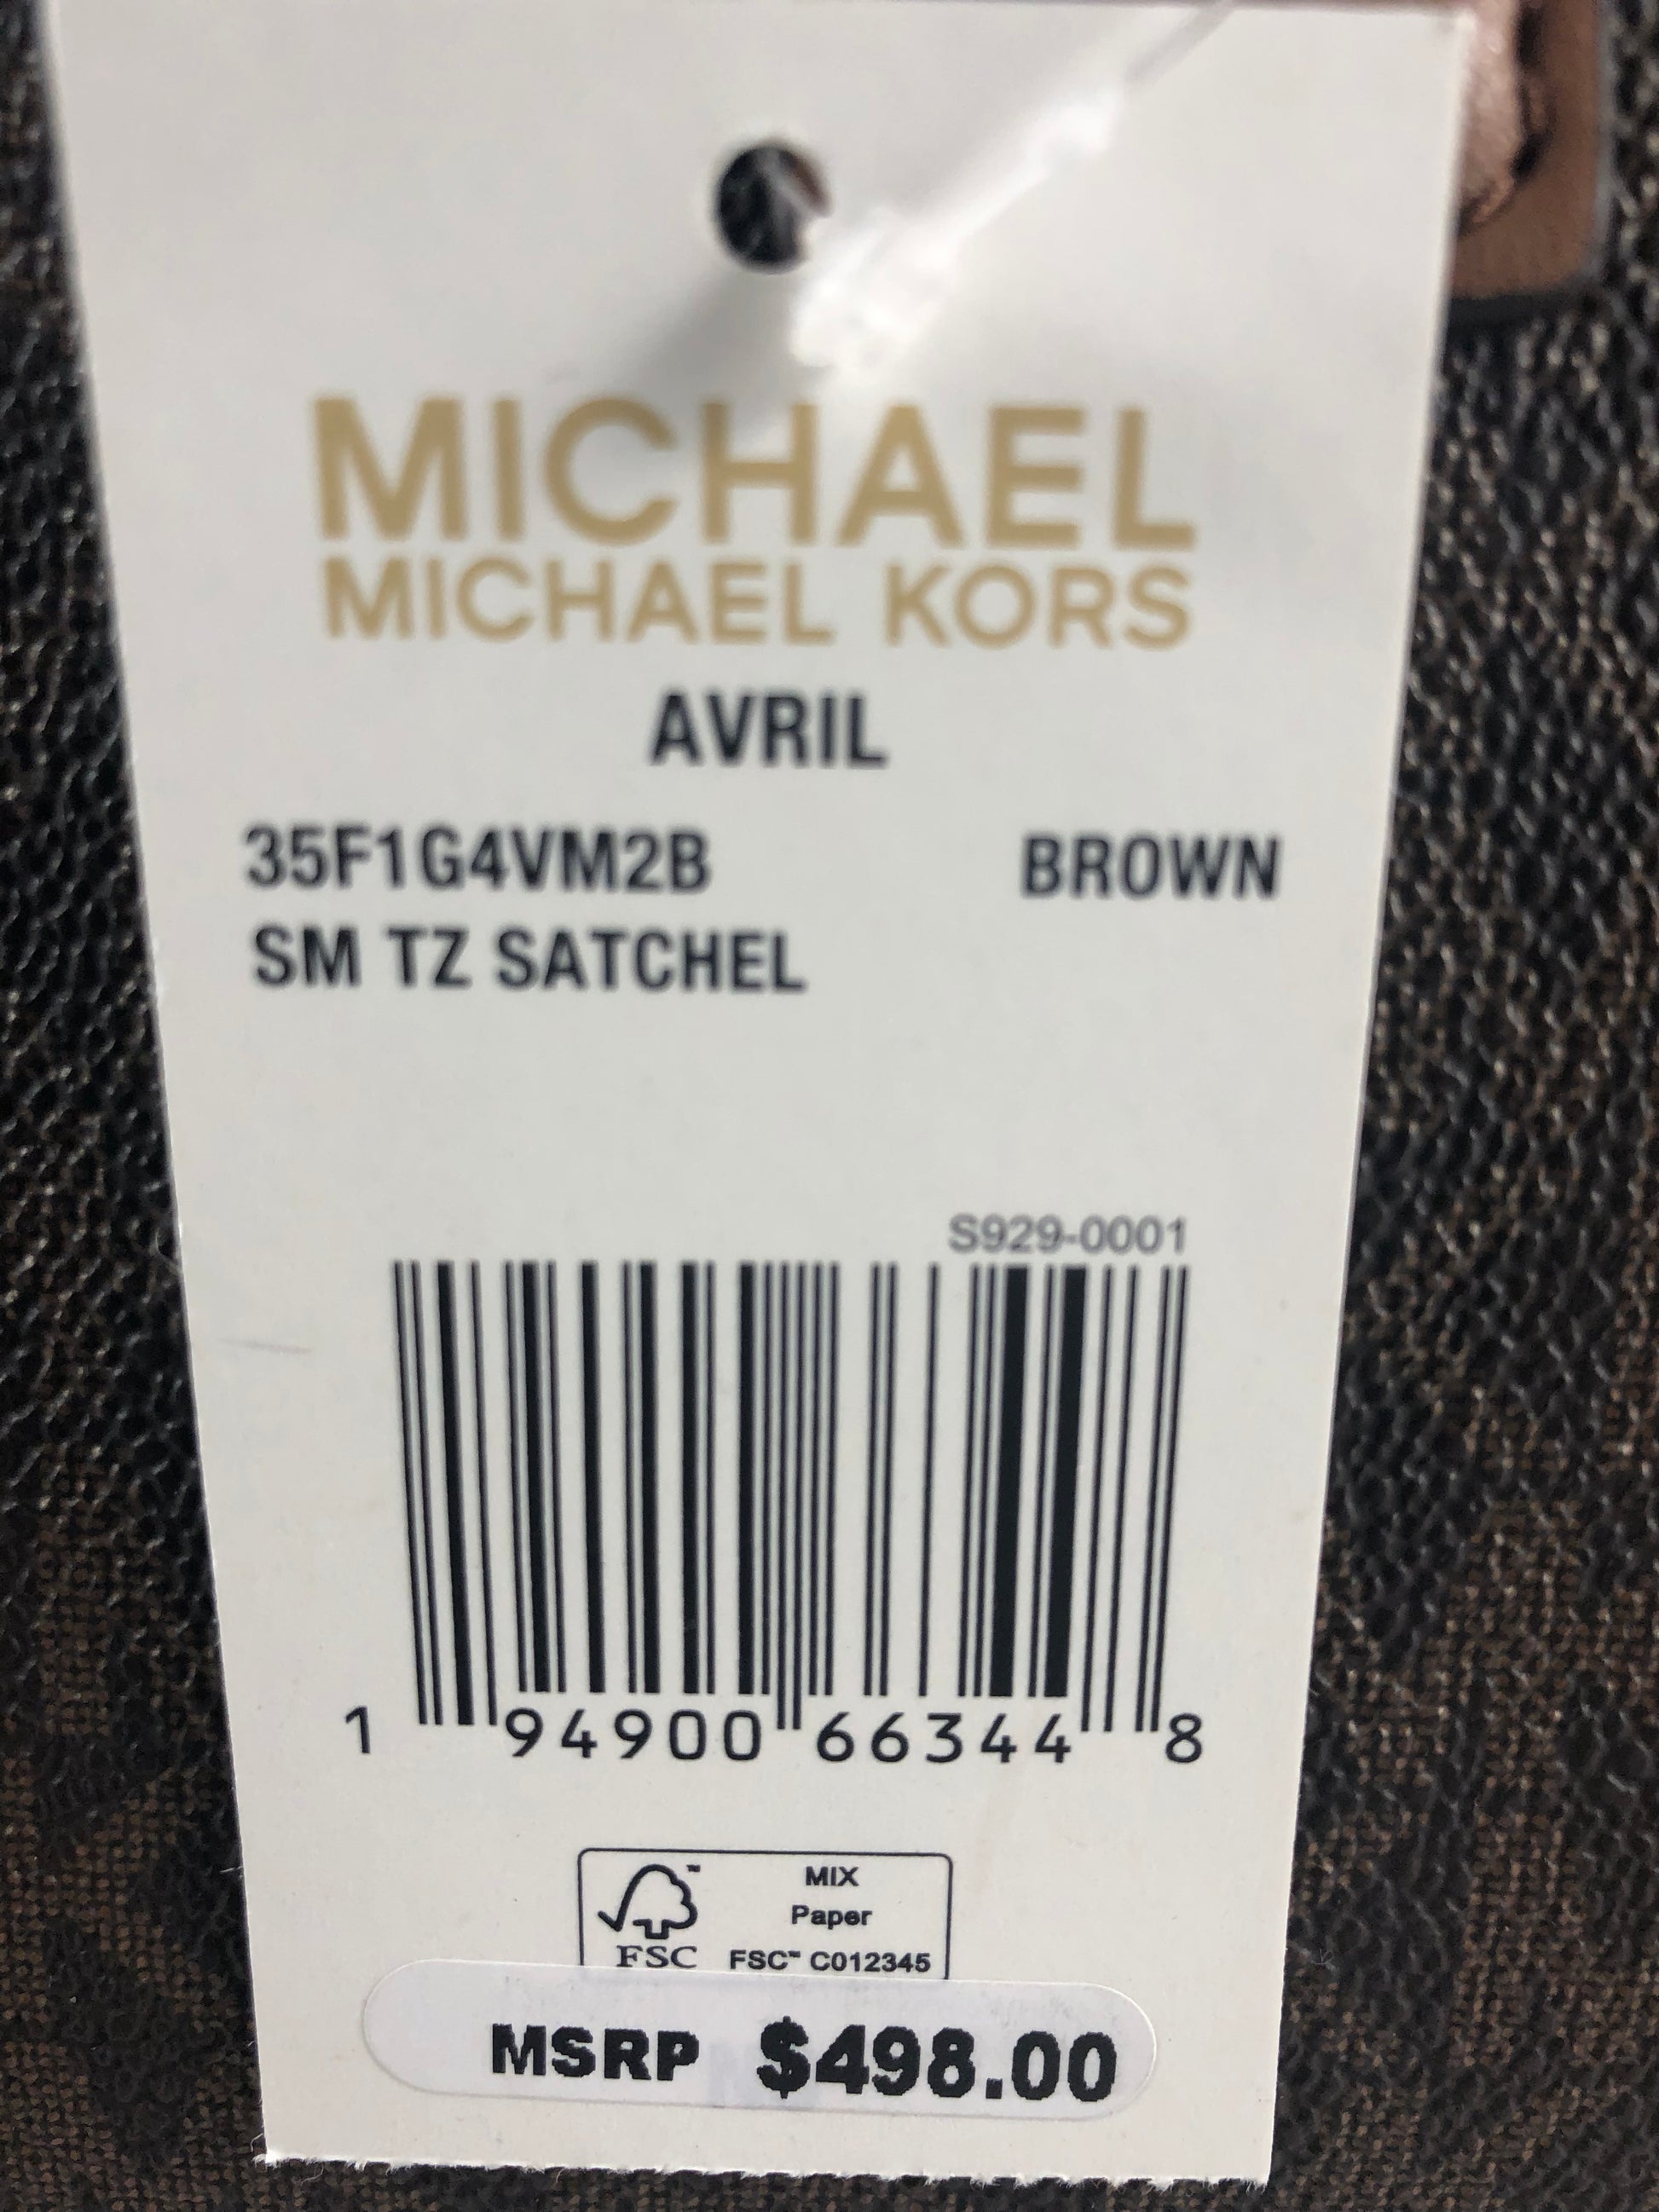 MICHAEL
MICHAEL KORS
AVRIL
35F1G4VM2B BROWN
SM TZ SATCHEL
S929-0001
1 94900 66344 8
MIX
Paper
FSC™ FSC™ C012345
MSRP $498.00